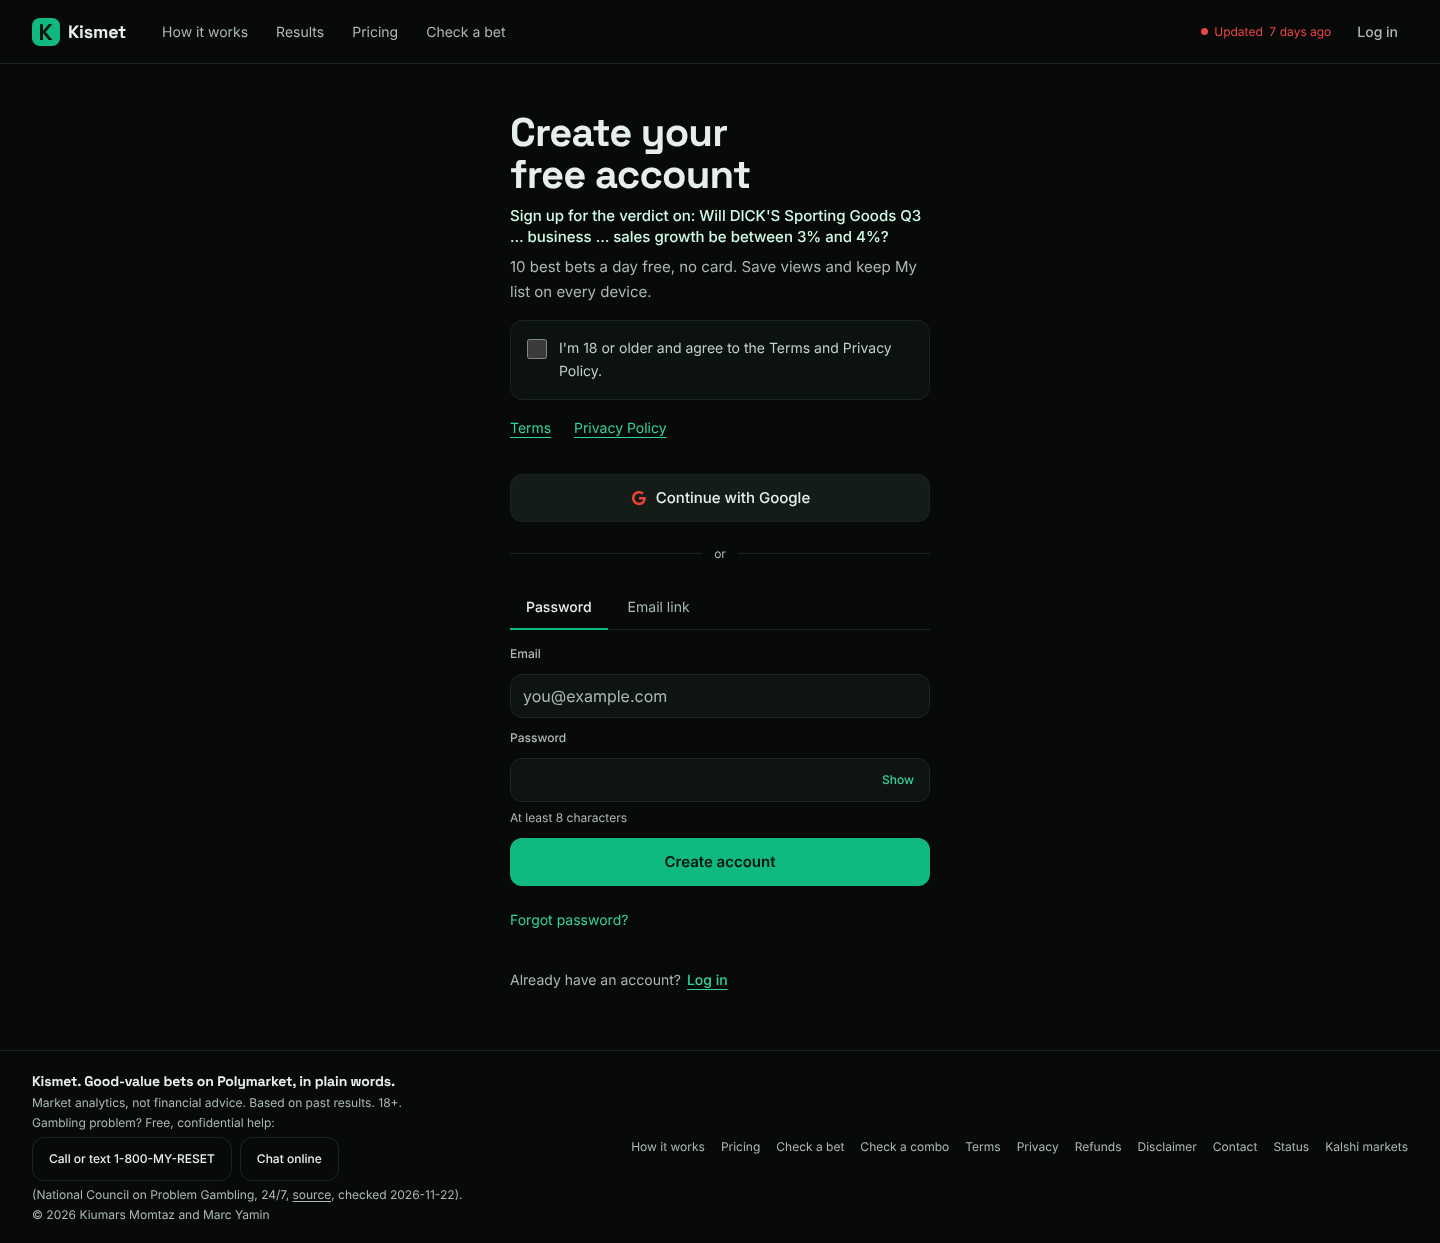 K Kismet
How it works
Results
Pricing
Check a bet
Updated 7 days ago
Log in
Create your
free account
Sign up for the verdict on: Will DICK'S Sporting Goods Q3
... business ... sales growth be between 3% and 4%?
10 best bets a day free, no card. Save views and keep My
list on every device.
I'm 18 or older and agree to the Terms and Privacy
Policy.
Terms
Privacy Policy
G Continue with Google
or
Password
Email link
Email
you@example.com
Password
Show
At least 8 characters
Create account
Forgot password?
Already have an account? Log in
Kismet. Good-value bets on Polymarket, in plain words.
Market analytics, not financial advice. Based on past results. 18+.
Gambling problem? Free, confidential help:
Call or text 1-800-MY-RESET
Chat online
(National Council on Problem Gambling, 24/7, source, checked 2026-11-22).
© 2026 Kiumars Momtaz and Marc Yamin
How it works
Pricing
Check a bet
Check a combo
Terms
Privacy
Refunds
Disclaimer
Contact
Status
Kalshi markets